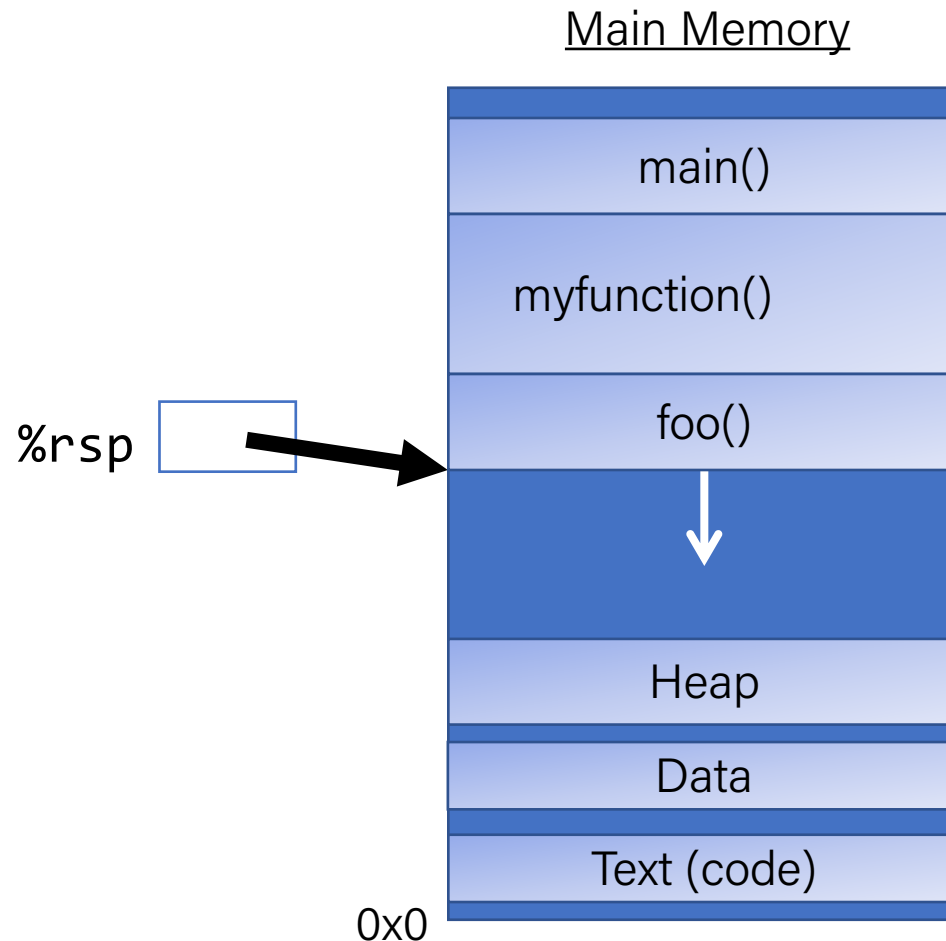 Main Memory
main()
myfunction()
foo()
%rsp
Heap
Data
Text (code)
0x0